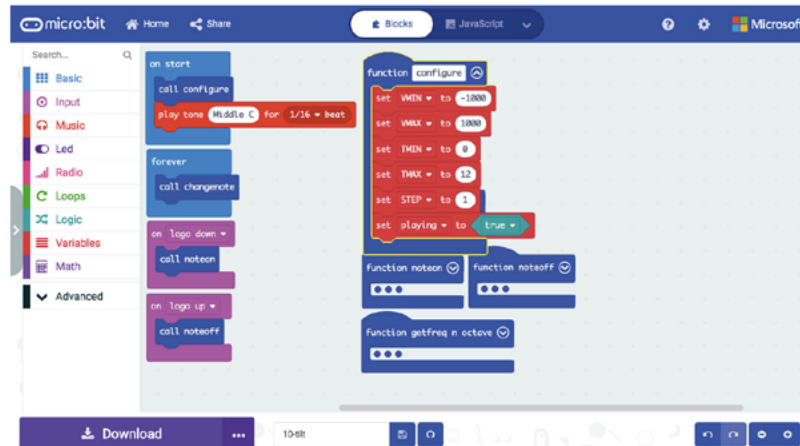 micro:bit Home Share Blocks JavaScript Microsoft
Search...
Basic
Input
Music
Led
Radio
Loops
Logic
Variables
Math
Advanced
on start
call configure
play tone Middle C for 1/16 beat
forever
call changenote
on logo down
call noteon
on logo up
call noteoff
function configure
set VMIN to -1000
set VMAX to 1000
set TMIN to 0
set TMAX to 12
set STEP to 1
set playing to true
function noteon
function noteoff
function getfreq n octave
Download
10-tilt